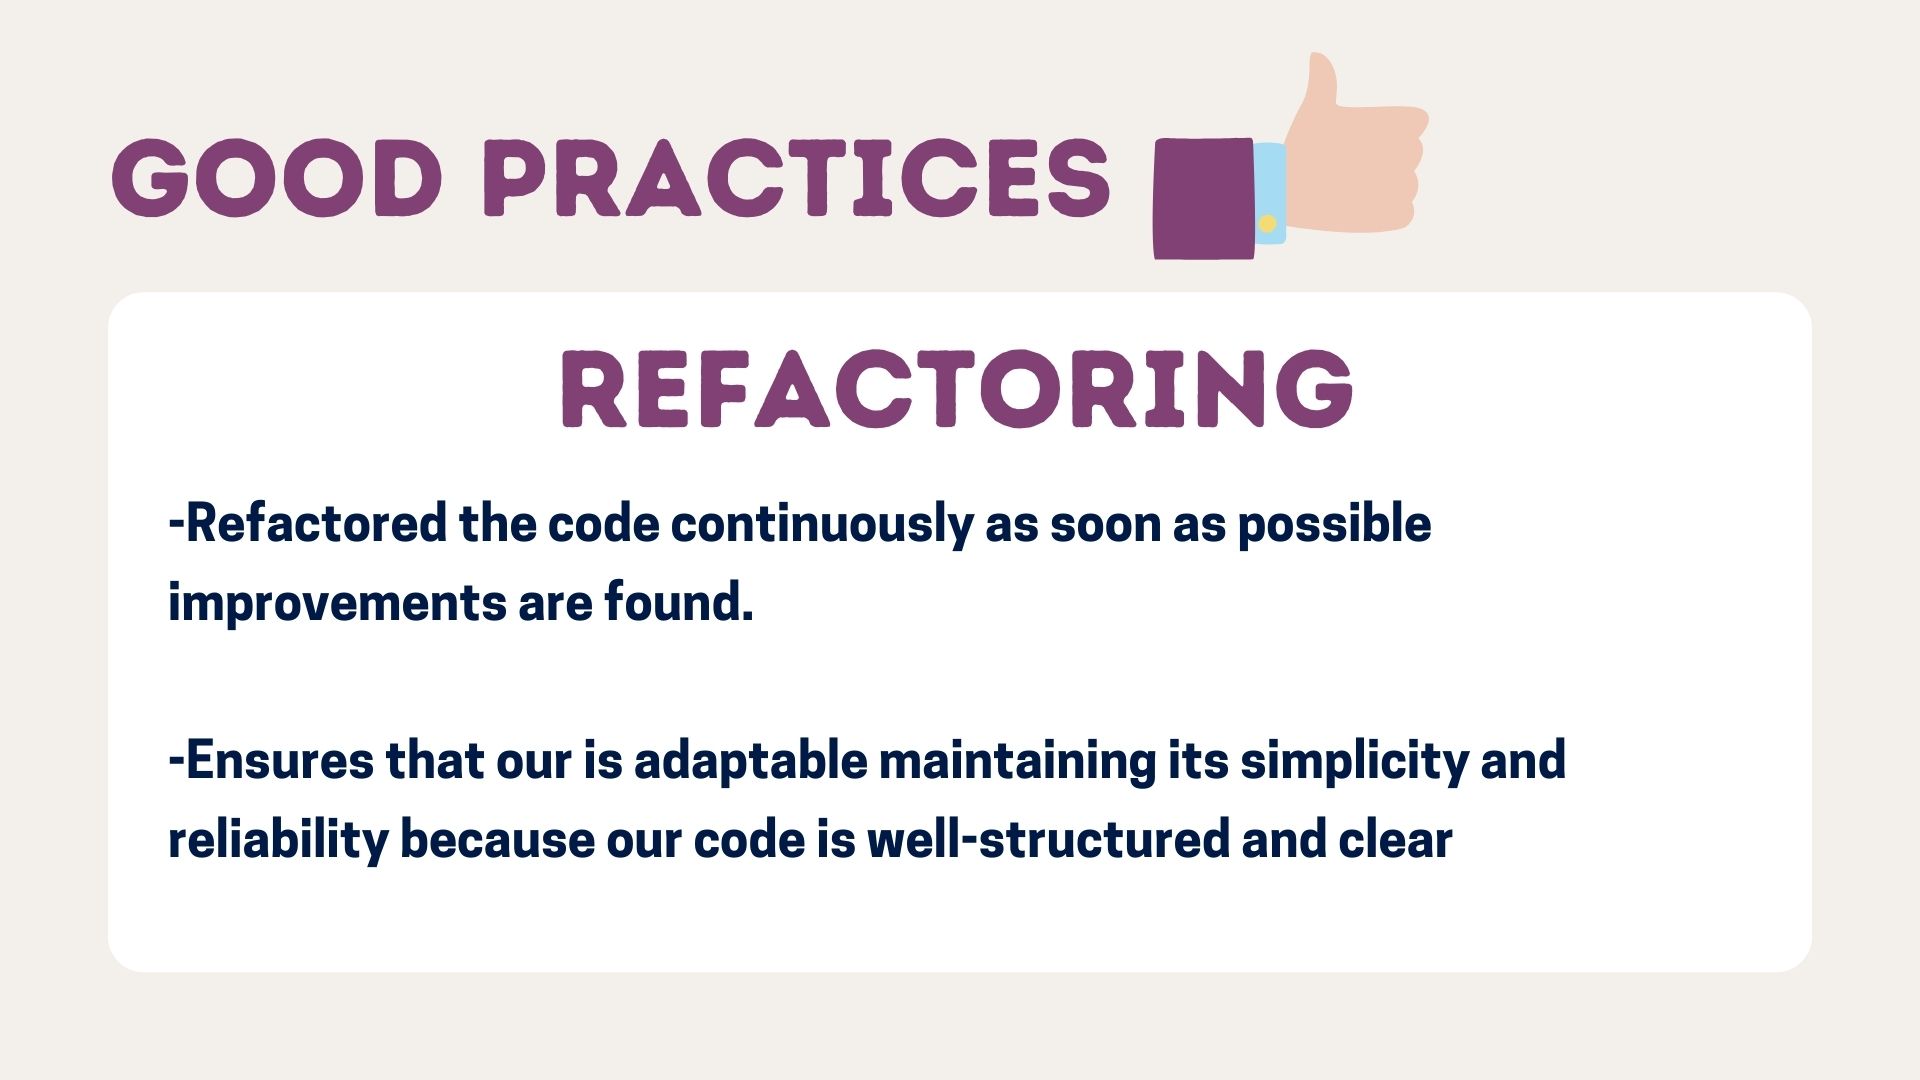 GOOD PRACTICES
REFACTORING
-Refactored the code continuously as soon as possible
improvements are found.
-Ensures that our is adaptable maintaining its simplicity and
reliability because our code is well-structured and clear